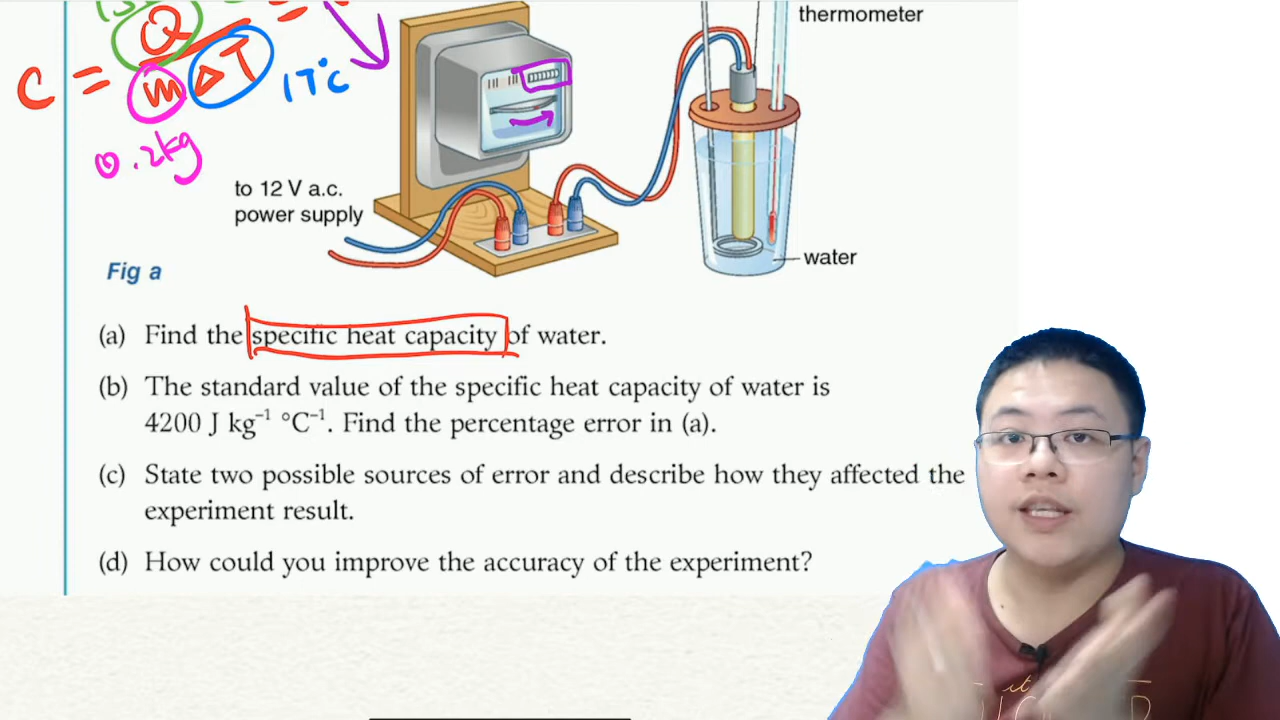 thermometer
C = Q / m ΔT =
17°C
0.2kg
to 12 V a.c.
power supply
water
Fig a
(a) Find the specific heat capacity of water.
(b) The standard value of the specific heat capacity of water is
4200 J kg⁻¹ °C⁻¹. Find the percentage error in (a).
(c) State two possible sources of error and describe how they affected the
experiment result.
(d) How could you improve the accuracy of the experiment?
it